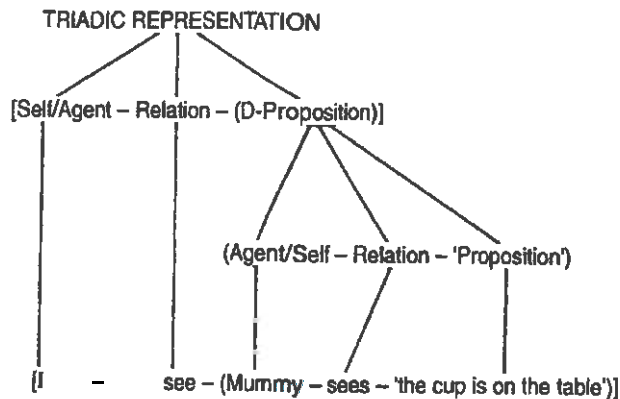 TRIADIC REPRESENTATION
[Self/Agent – Relation – (D-Proposition)]
(Agent/Self – Relation – 'Proposition')
[I – see – (Mummy – sees – 'the cup is on the table')]